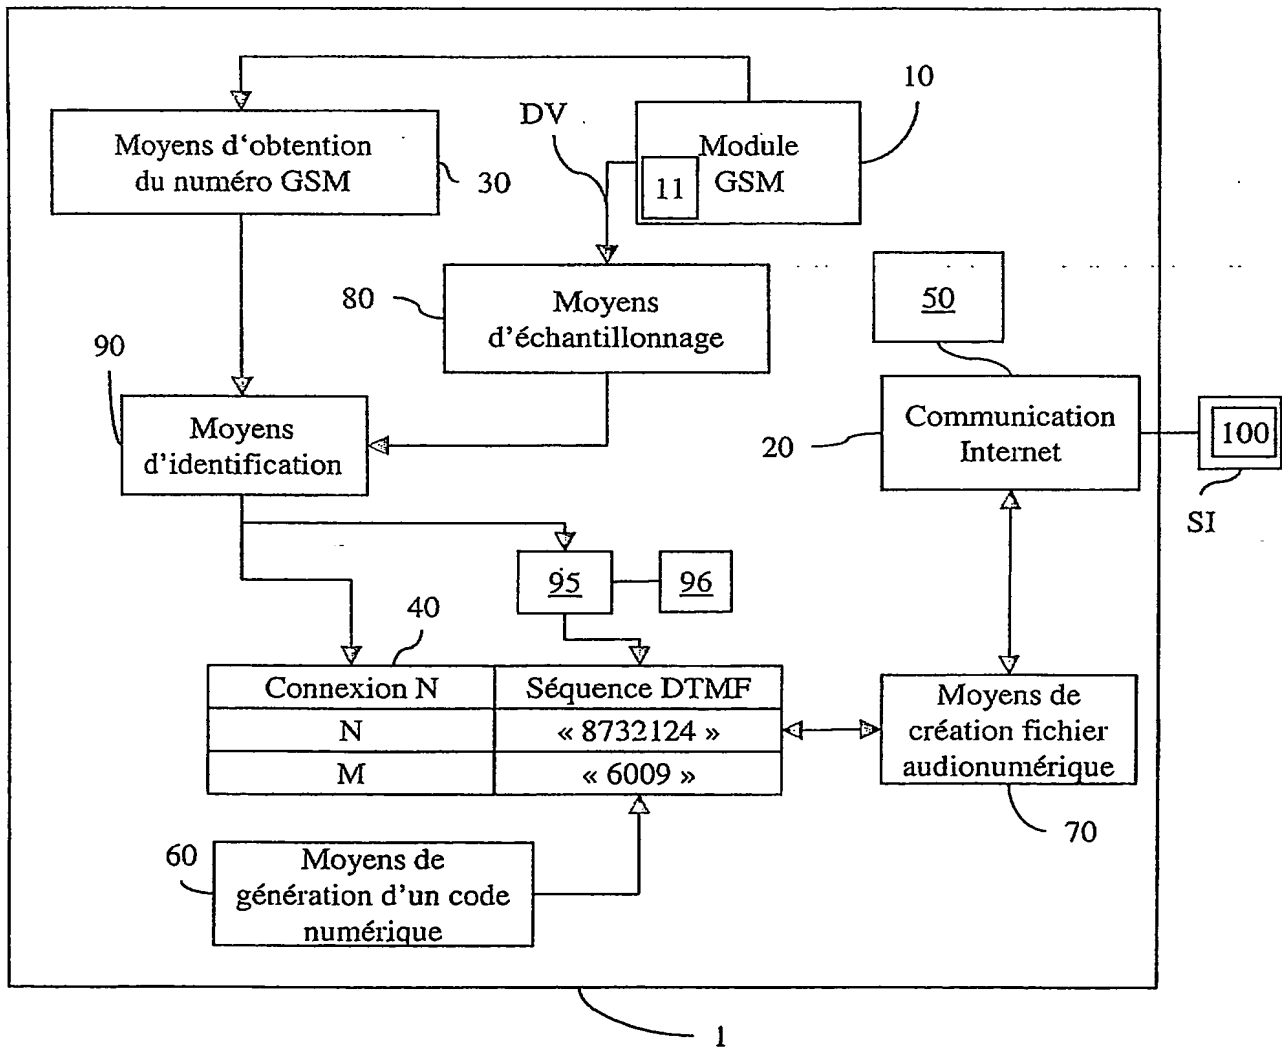 10
DV
Moyens d'obtention
du numéro GSM
30
Module
GSM
11
80
Moyens
d'échantillonnage
50
90
Moyens
d'identification
20
Communication
Internet
100
SI
95
96
40
Connexion N
Séquence DTMF
N
« 8732124 »
M
« 6009 »
Moyens de
création fichier
audionumérique
70
60
Moyens de
génération d'un code
numérique
1